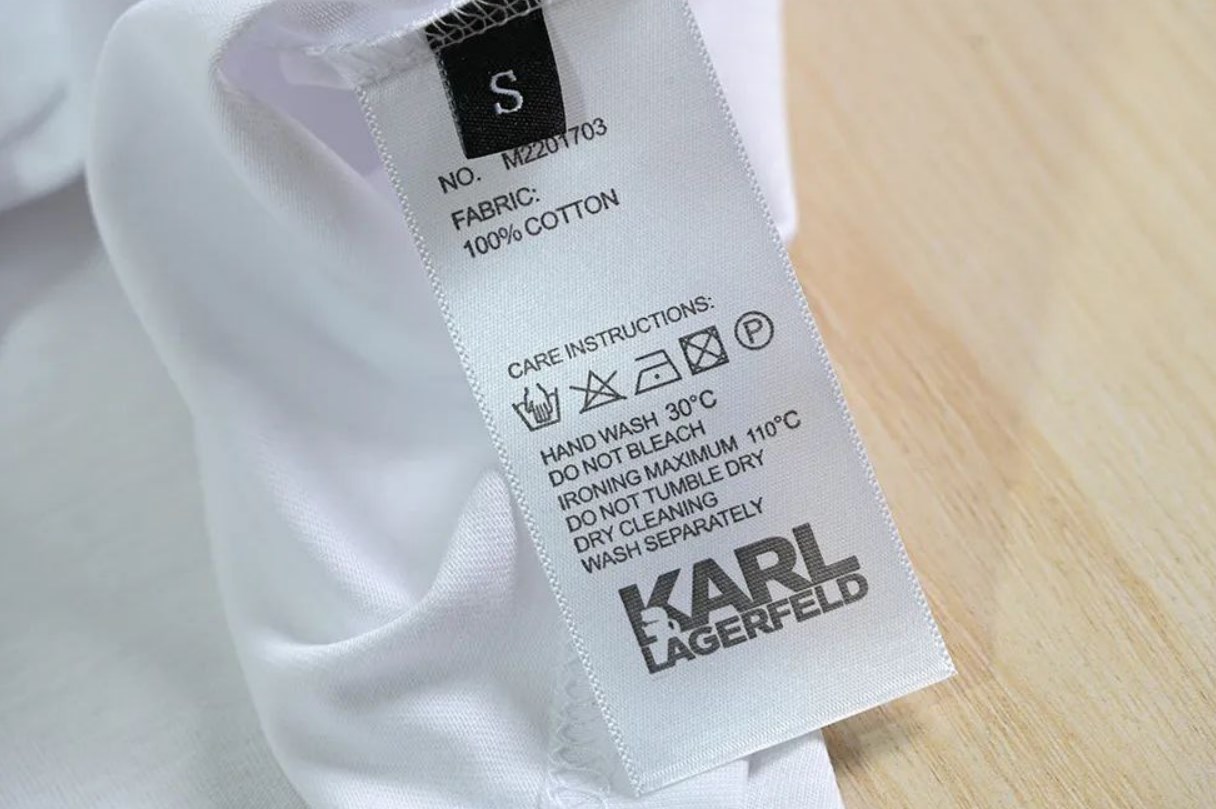 S
NO. M2201703
FABRIC:
100% COTTON
CARE INSTRUCTIONS:
P
HAND WASH 30°C
DO NOT BLEACH
IRONING MAXIMUM 110°C
DO NOT TUMBLE DRY
DRY CLEANING
WASH SEPARATELY
KARL
LAGERFELD